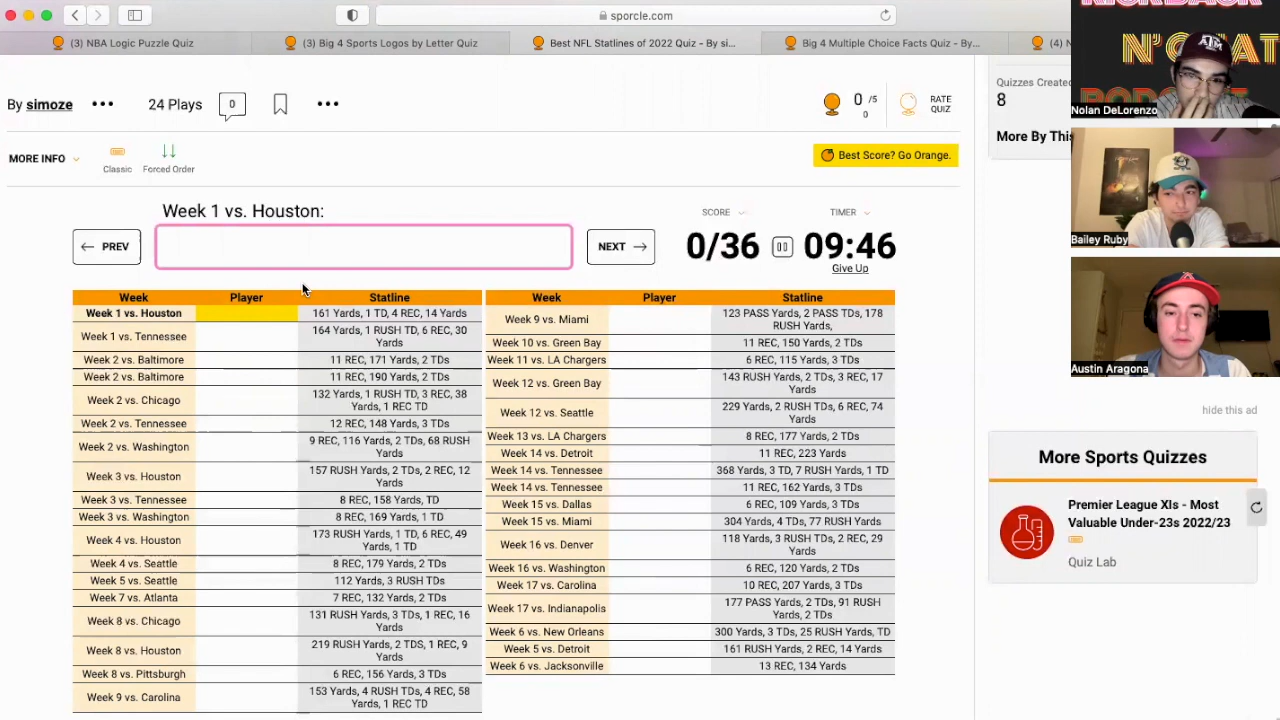 sporcle.com
(3) NBA Logic Puzzle Quiz
(3) Big 4 Sports Logos by Letter Quiz
Best NFL Statlines of 2022 Quiz - By si...
Big 4 Multiple Choice Facts Quiz - By...
(4) N
By simoze
24 Plays
0
0 /5
0
RATE QUIZ
MORE INFO
Classic
Forced Order
Best Score? Go Orange.
Week 1 vs. Houston:
PREV
NEXT
SCORE
0/36
TIMER
09:46
Give Up
Week Player Statline
Week 1 vs. Houston 161 Yards, 1 TD, 4 REC, 14 Yards
Week 1 vs. Tennessee 164 Yards, 1 RUSH TD, 6 REC, 30 Yards
Week 2 vs. Baltimore 11 REC, 171 Yards, 2 TDs
Week 2 vs. Baltimore 11 REC, 190 Yards, 2 TDs
Week 2 vs. Chicago 132 Yards, 1 RUSH TD, 3 REC, 38 Yards, 1 REC TD
Week 2 vs. Tennessee 12 REC, 148 Yards, 3 TDs
Week 2 vs. Washington 9 REC, 116 Yards, 2 TDs, 68 RUSH Yards
Week 3 vs. Houston 157 RUSH Yards, 2 TDs, 2 REC, 12 Yards
Week 3 vs. Tennessee 8 REC, 158 Yards, TD
Week 3 vs. Washington 8 REC, 169 Yards, 1 TD
Week 4 vs. Houston 173 RUSH Yards, 1 TD, 6 REC, 49 Yards, 1 TD
Week 4 vs. Seattle 8 REC, 179 Yards, 2 TDs
Week 5 vs. Seattle 112 Yards, 3 RUSH TDs
Week 7 vs. Atlanta 7 REC, 132 Yards, 2 TDs
Week 8 vs. Chicago 131 RUSH Yards, 3 TDs, 1 REC, 16 Yards
Week 8 vs. Houston 219 RUSH Yards, 2 TDS, 1 REC, 9 Yards
Week 8 vs. Pittsburgh 6 REC, 156 Yards, 3 TDs
Week 9 vs. Carolina 153 Yards, 4 RUSH TDs, 4 REC, 58 Yards, 1 REC TD
Week Player Statline
Week 9 vs. Miami 123 PASS Yards, 2 PASS TDs, 178 RUSH Yards,
Week 10 vs. Green Bay 11 REC, 150 Yards, 2 TDs
Week 11 vs. LA Chargers 6 REC, 115 Yards, 3 TDs
Week 12 vs. Green Bay 143 RUSH Yards, 2 TDs, 3 REC, 17 Yards
Week 12 vs. Seattle 229 Yards, 2 RUSH TDs, 6 REC, 74 Yards
Week 13 vs. LA Chargers 8 REC, 177 Yards, 2 TDs
Week 14 vs. Detroit 11 REC, 223 Yards
Week 14 vs. Tennessee 368 Yards, 3 TD, 7 RUSH Yards, 1 TD
Week 14 vs. Tennessee 11 REC, 162 Yards, 3 TDs
Week 15 vs. Dallas 6 REC, 109 Yards, 3 TDs
Week 15 vs. Miami 304 Yards, 4 TDs, 77 RUSH Yards
Week 16 vs. Denver 118 Yards, 3 RUSH TDs, 2 REC, 29 Yards
Week 16 vs. Washington 6 REC, 120 Yards, 2 TDs
Week 17 vs. Carolina 10 REC, 207 Yards, 3 TDs
Week 17 vs. Indianapolis 177 PASS Yards, 2 TDs, 91 RUSH Yards, 2 TDs
Week 6 vs. New Orleans 300 Yards, 3 TDs, 25 RUSH Yards, TD
Week 5 vs. Detroit 161 RUSH Yards, 2 REC, 14 Yards
Week 6 vs. Jacksonville 13 REC, 134 Yards
Quizzes Created
8
More By This
hide this ad
More Sports Quizzes
Premier League XIs - Most
Valuable Under-23s 2022/23
Quiz Lab
N' CHAT
PODCAST
Nolan DeLorenzo
Bailey Ruby
Austin Aragona